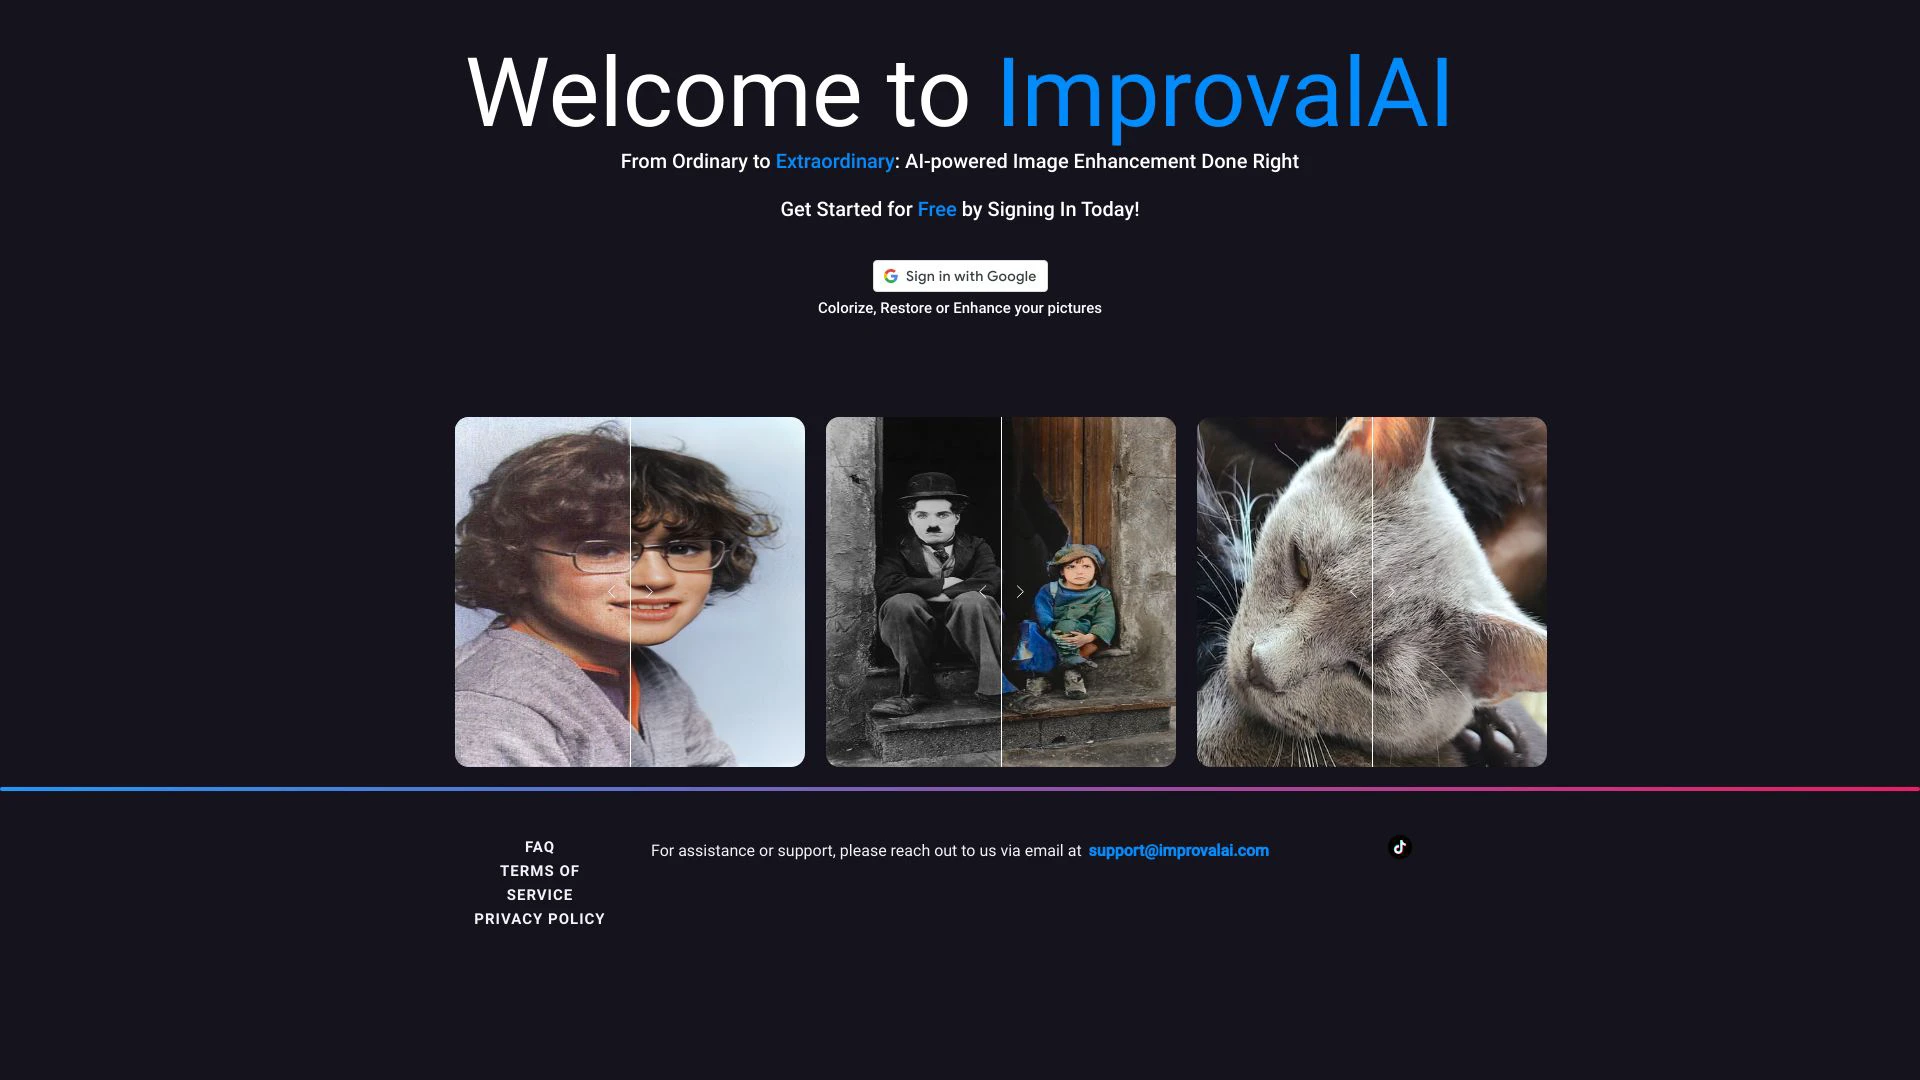 Welcome to ImprovalAI
From Ordinary to Extraordinary: AI-powered Image Enhancement Done Right
Get Started for Free by Signing In Today!
Sign in with Google
Colorize, Restore or Enhance your pictures
FAQ
TERMS OF
SERVICE
PRIVACY POLICY
For assistance or support, please reach out to us via email at support@improvalai.com